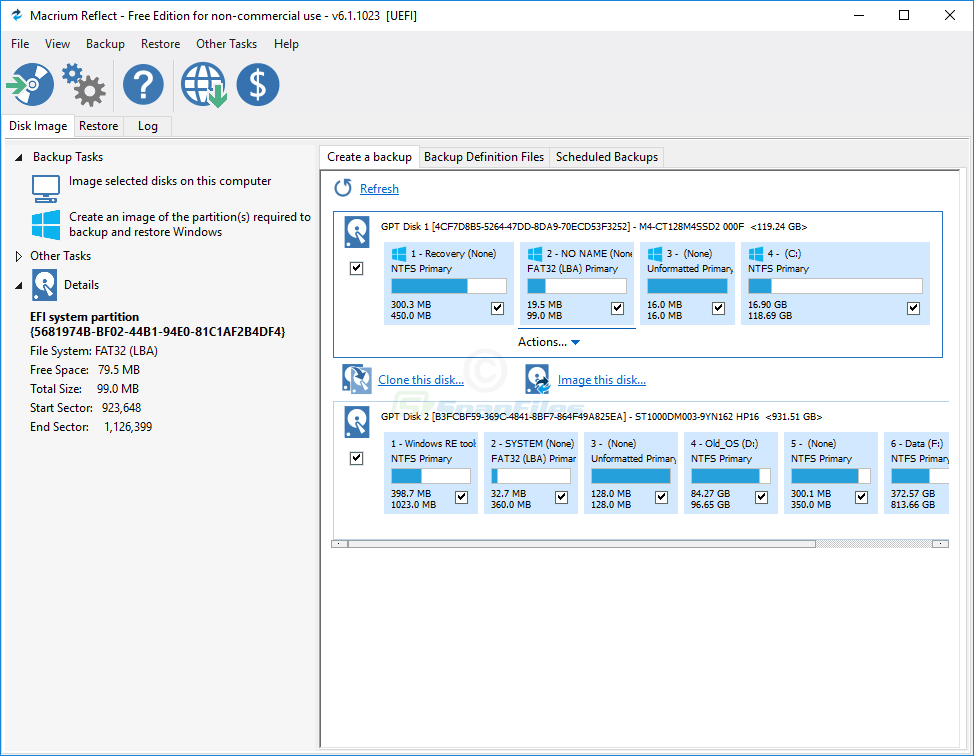 Macrium Reflect - Free Edition for non-commercial use - v6.1.1023 [UEFI]
File View Backup Restore Other Tasks Help
Disk Image Restore Log
Backup Tasks
Image selected disks on this computer
Create an image of the partition(s) required to
backup and restore Windows
Other Tasks
Details
EFI system partition
{5681974B-BF02-44B1-94E0-81C1AF2B4DF4}
File System: FAT32 (LBA)
Free Space: 79.5 MB
Total Size: 99.0 MB
Start Sector: 923,648
End Sector: 1,126,399
Create a backup Backup Definition Files Scheduled Backups
Refresh
GPT Disk 1 [4CF7D8B5-5264-47DD-8DA9-70ECD53F3252] - M4-CT128M4SSD2 000F <119.24 GB>
1 - Recovery (None)
NTFS Primary
300.3 MB
450.0 MB
2 - NO NAME (None
FAT32 (LBA) Primary
19.5 MB
99.0 MB
3 - (None)
Unformatted Primary
16.0 MB
16.0 MB
4 - (C:)
NTFS Primary
16.90 GB
118.69 GB
Actions...
Clone this disk... Image this disk...
© SnapFiles
GPT Disk 2 [B3FCBF59-369C-4841-8BF7-864F49A825EA] - ST1000DM003-9YN162 HP16 <931.51 GB>
1 - Windows RE tool
NTFS Primary
398.7 MB
1023.0 MB
2 - SYSTEM (None)
FAT32 (LBA) Primar
32.7 MB
360.0 MB
3 - (None)
Unformatted Primary
128.0 MB
128.0 MB
4 - Old_OS (D:)
NTFS Primary
84.27 GB
96.65 GB
5 - (None)
NTFS Primary
300.1 MB
350.0 MB
6 - Data (F:)
NTFS Primary
372.57 GB
813.66 GB